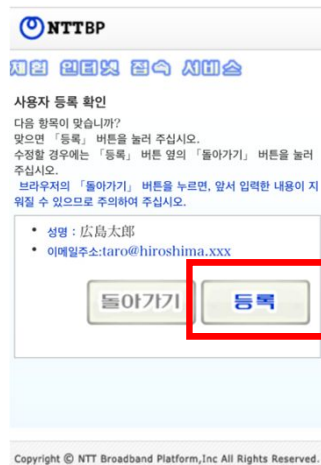 NTTBP
제한 인터넷 접속 서비스
사용자 등록 확인
다음 항목이 맞습니까?
맞으면 「등록」 버튼을 눌러 주십시오.
수정할 경우에는 「등록」 버튼 옆의 「돌아가기」 버튼을 눌러
주십시오.
브라우저의 「돌아가기」 버튼을 누르면, 앞서 입력한 내용이 지
워질 수 있으므로 주의하여 주십시오.
• 성명 : 広島太郎
• 이메일주소:taro@hiroshima.xxx
돌아가기 등록
Copyright © NTT Broadband Platform,Inc All Rights Reserved.